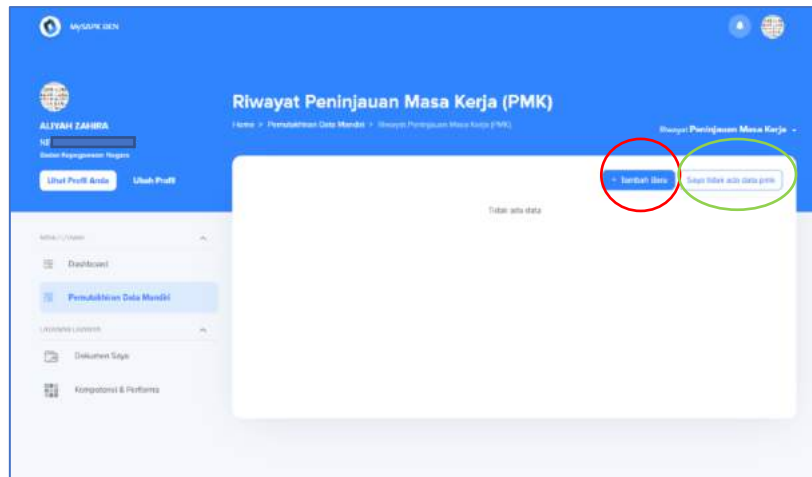 MySAPK BKN
ALIYAH ZAHIRA
Badan Kepegawaian Negara
Lihat Profil Anda
Ubah Profil
Riwayat Peninjauan Masa Kerja (PMK)
Home > Pemutakhiran Data Mandiri > Riwayat Peninjauan Masa Kerja (PMK)
Riwayat Peninjauan Masa Kerja
+ Tambah Baru
Saya tidak ada data pmk
Tidak ada data
Dashboard
Pemutakhiran Data Mandiri
Dokumen Saya
Kompetensi & Performa